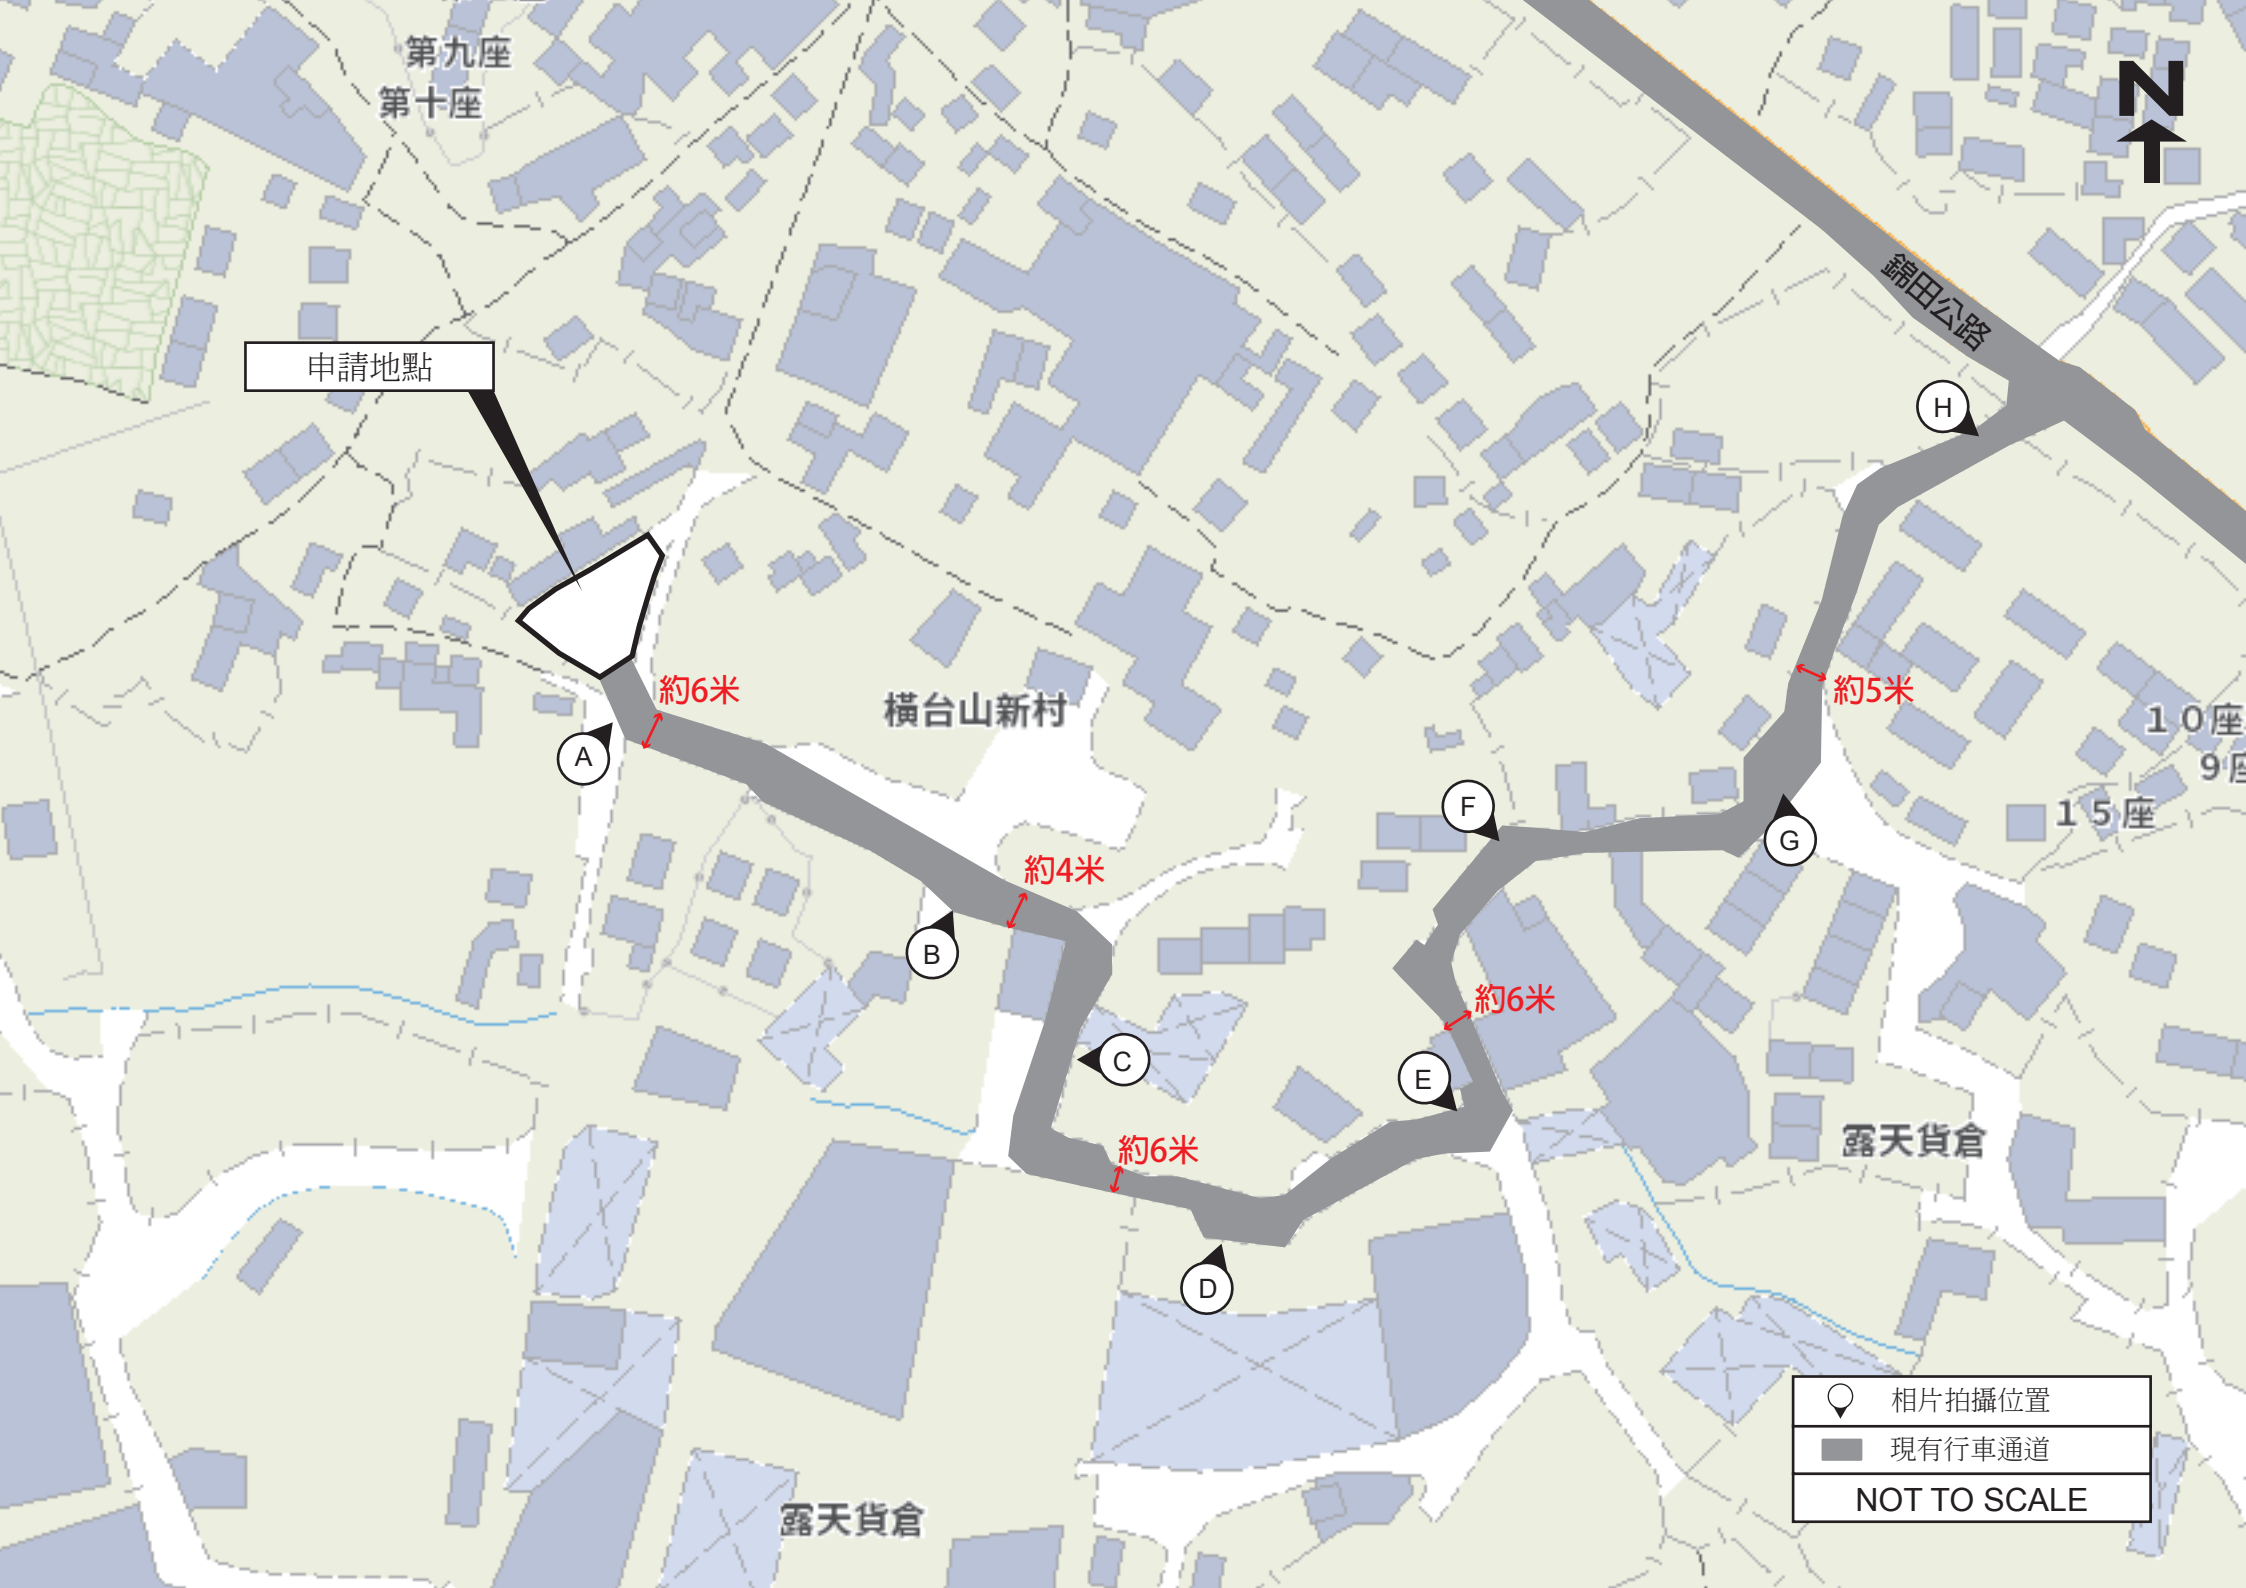 第九座
第十座
N
錦田公路
申請地點
H
約6米
約5米
橫台山新村
10座
9座
A
F
15座
G
約4米
B
約6米
C
E
露天貨倉
約6米
D
相片拍攝位置
現有行車通道
NOT TO SCALE
露天貨倉